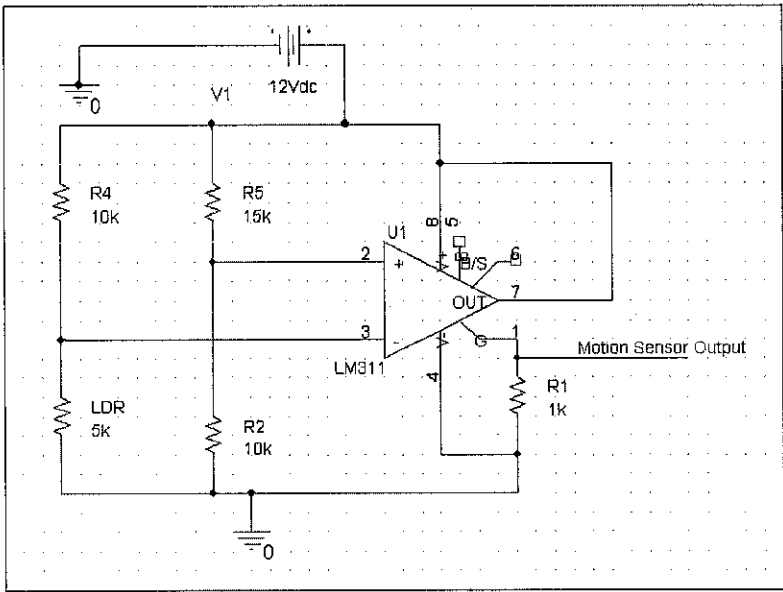 0
12Vdc
V1
R4
10k
R5
15k
U1
8
5
V+
B
B/S
6
2
+
OUT
7
3
-
V-
1
Motion Sensor Output
LM311
4
R1
1k
LDR
5k
R2
10k
0